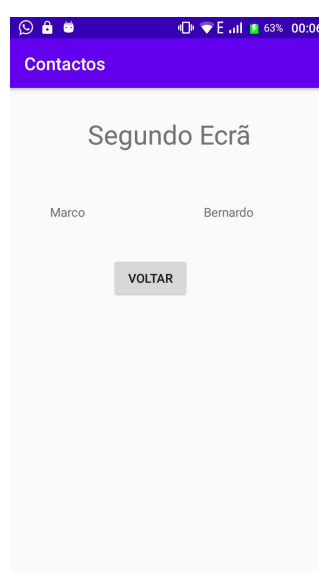 E 63% 00:06
Contactos
Segundo Ecrã
Marco Bernardo
VOLTAR